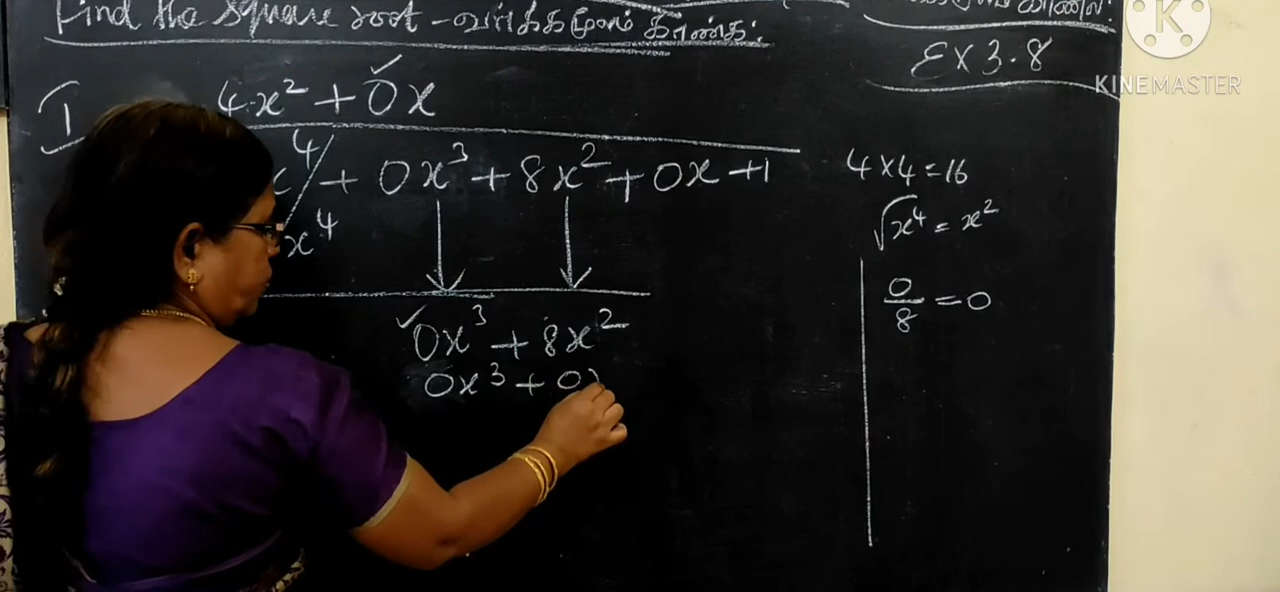 Find the square root - வர்க்கமூலம் காண்க:
EX 3.8
KINEMASTER
I
4x² + 0x
x⁴ + 0x³ + 8x² + 0x + 1
x⁴
4 x 4 = 16
√x⁴ = x²
0/8 = 0
0x³ + 8x²
0x³ + 0